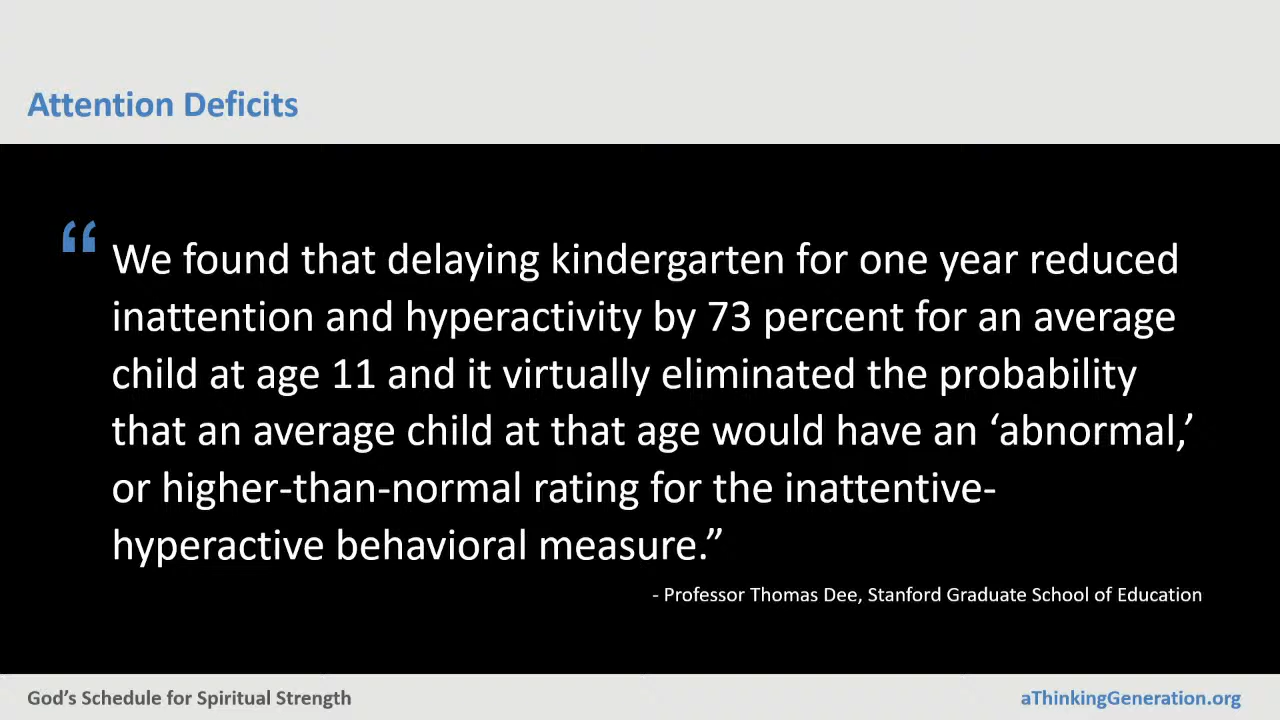 Attention Deficits
“ We found that delaying kindergarten for one year reduced
inattention and hyperactivity by 73 percent for an average
child at age 11 and it virtually eliminated the probability
that an average child at that age would have an ‘abnormal,’
or higher-than-normal rating for the inattentive-
hyperactive behavioral measure.”
- Professor Thomas Dee, Stanford Graduate School of Education
God’s Schedule for Spiritual Strength
aThinkingGeneration.org